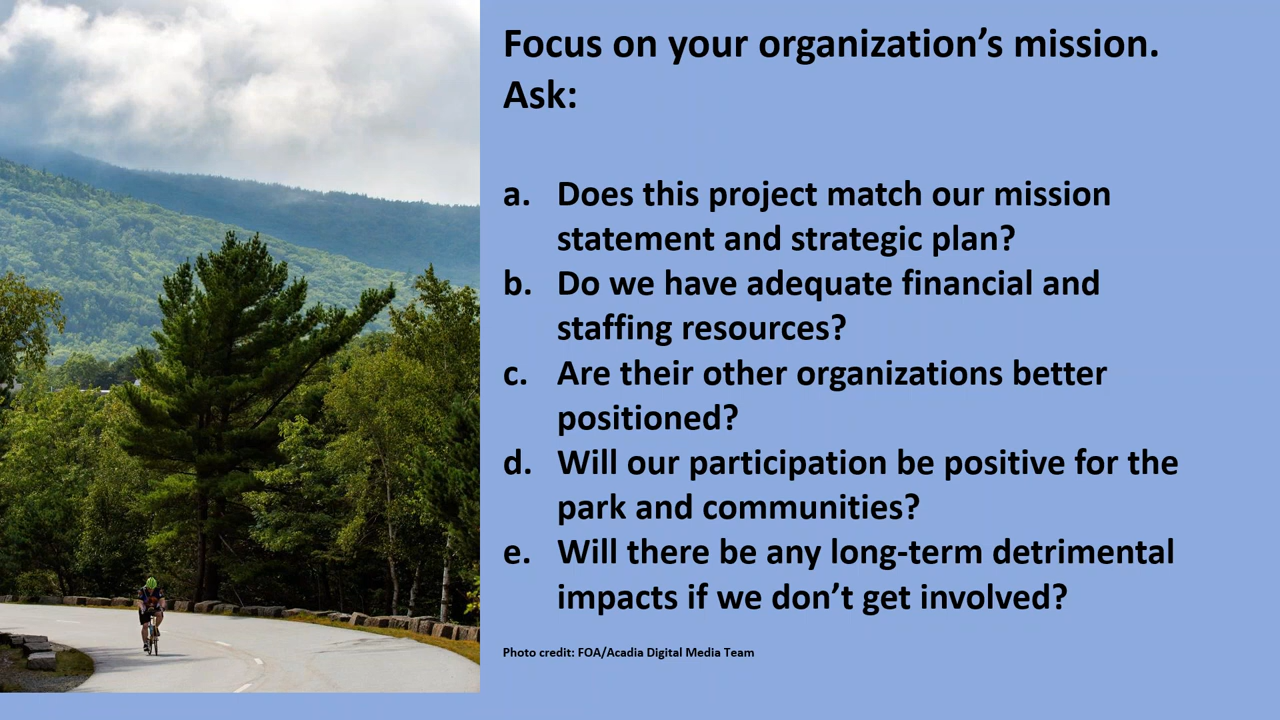 Focus on your organization’s mission.
Ask:
a. Does this project match our mission
statement and strategic plan?
b. Do we have adequate financial and
staffing resources?
c. Are their other organizations better
positioned?
d. Will our participation be positive for the
park and communities?
e. Will there be any long-term detrimental
impacts if we don’t get involved?
Photo credit: FOA/Acadia Digital Media Team